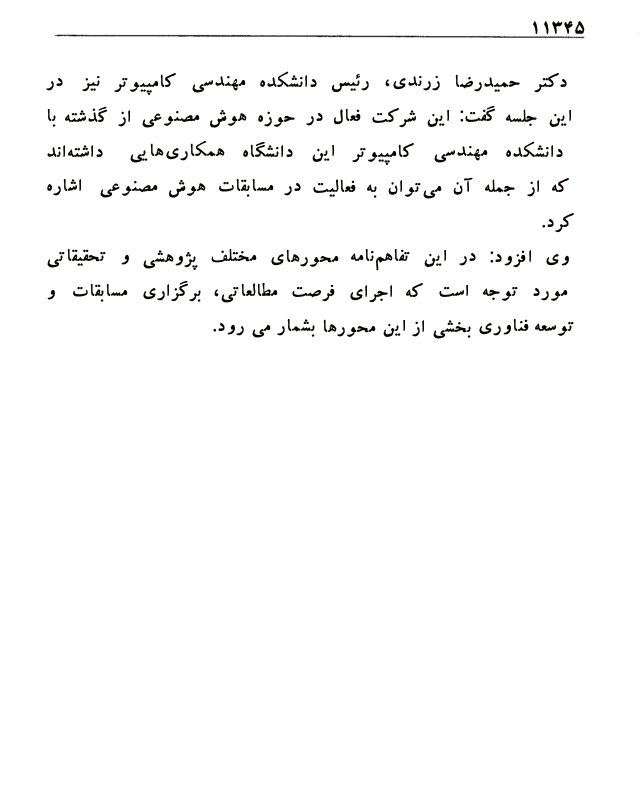 ۱۱۳۴۵
دکتر حمیدرضا زرندی، رئیس دانشکده مهندسی کامپیوتر نیز در
این جلسه گفت: این شرکت فعال در حوزه هوش مصنوعی از گذشته با
دانشکده مهندسی کامپیوتر این دانشگاه همکاری‌هایی داشته‌اند
که از جمله آن می‌توان به فعالیت در مسابقات هوش مصنوعی اشاره
کرد.
وی افزود: در این تفاهم‌نامه محورهای مختلف پژوهشی و تحقیقاتی
مورد توجه است که اجرای فرصت مطالعاتی، برگزاری مسابقات و
توسعه فناوری بخشی از این محورها بشمار می رود.